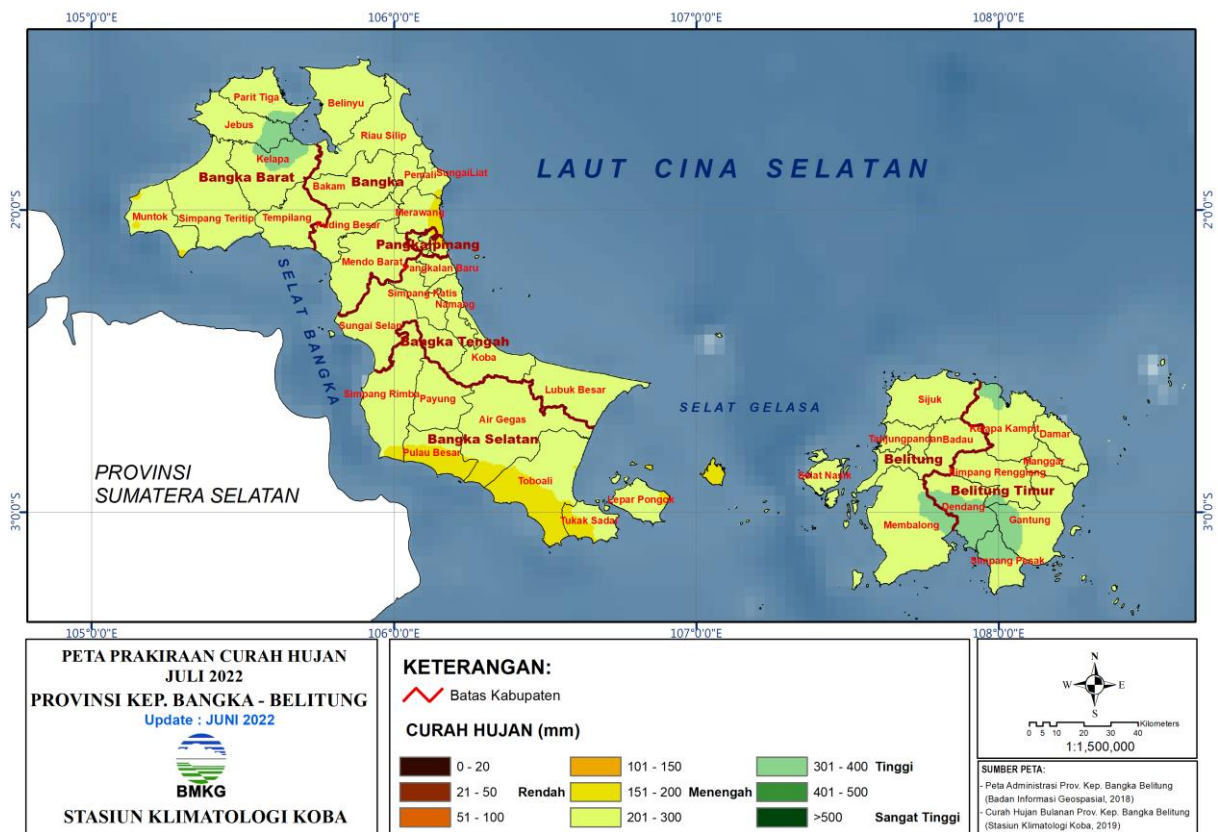 105°0'0"E 106°0'0"E 107°0'0"E 108°0'0"E
Parit Tiga
Belinyu
Jebus
Riau Silip
Kelapa
LAUT CINA SELATAN
Bangka Barat
Bakam
Bangka
Pemali
SungaiLiat
2°0'0"S
2°0'0"S
Muntok
Simpang Teritip
Tempilang
Merawang
Pangkalpinang
Mendo Barat
Pangkalan Baru
SELAT BANGKA
Simpang Katis
Namang
Sungai Selan
Bangka Tengah
Koba
Simpang Rimba
Payung
Lubuk Besar
SELAT GELASA
Sijuk
Air Gegas
Bangka Selatan
Kelapa Kampit
Damar
Tanjungpandan
Badau
Pulau Besar
Belitung
Manggar
PROVINSI
SUMATERA SELATAN
Toboali
Selat Nasik
Simpang Renggiang
Belitung Timur
Lepar Pongok
Dendang
3°0'0"S
3°0'0"S
Tukak Sadai
Membalong
Gantung
Simpang Pesak
105°0'0"E 106°0'0"E 107°0'0"E 108°0'0"E
PETA PRAKIRAAN CURAH HUJAN
JULI 2022
PROVINSI KEP. BANGKA - BELITUNG
Update : JUNI 2022
BMKG
STASIUN KLIMATOLOGI KOBA
KETERANGAN:
Batas Kabupaten
CURAH HUJAN (mm)
0 - 20
21 - 50
51 - 100
Rendah
101 - 150
151 - 200
201 - 300
Menengah
301 - 400
401 - 500
>500
Tinggi
Sangat Tinggi
N
W E
S
Kilometers
0 5 10 20 30 40
1:1,500,000
SUMBER PETA:
- Peta Administrasi Prov. Kep. Bangka Belitung
(Badan Informasi Geospasial, 2018)
- Curah Hujan Bulanan Prov. Kep. Bangka Belitung
(Stasiun Klimatologi Koba, 2019)